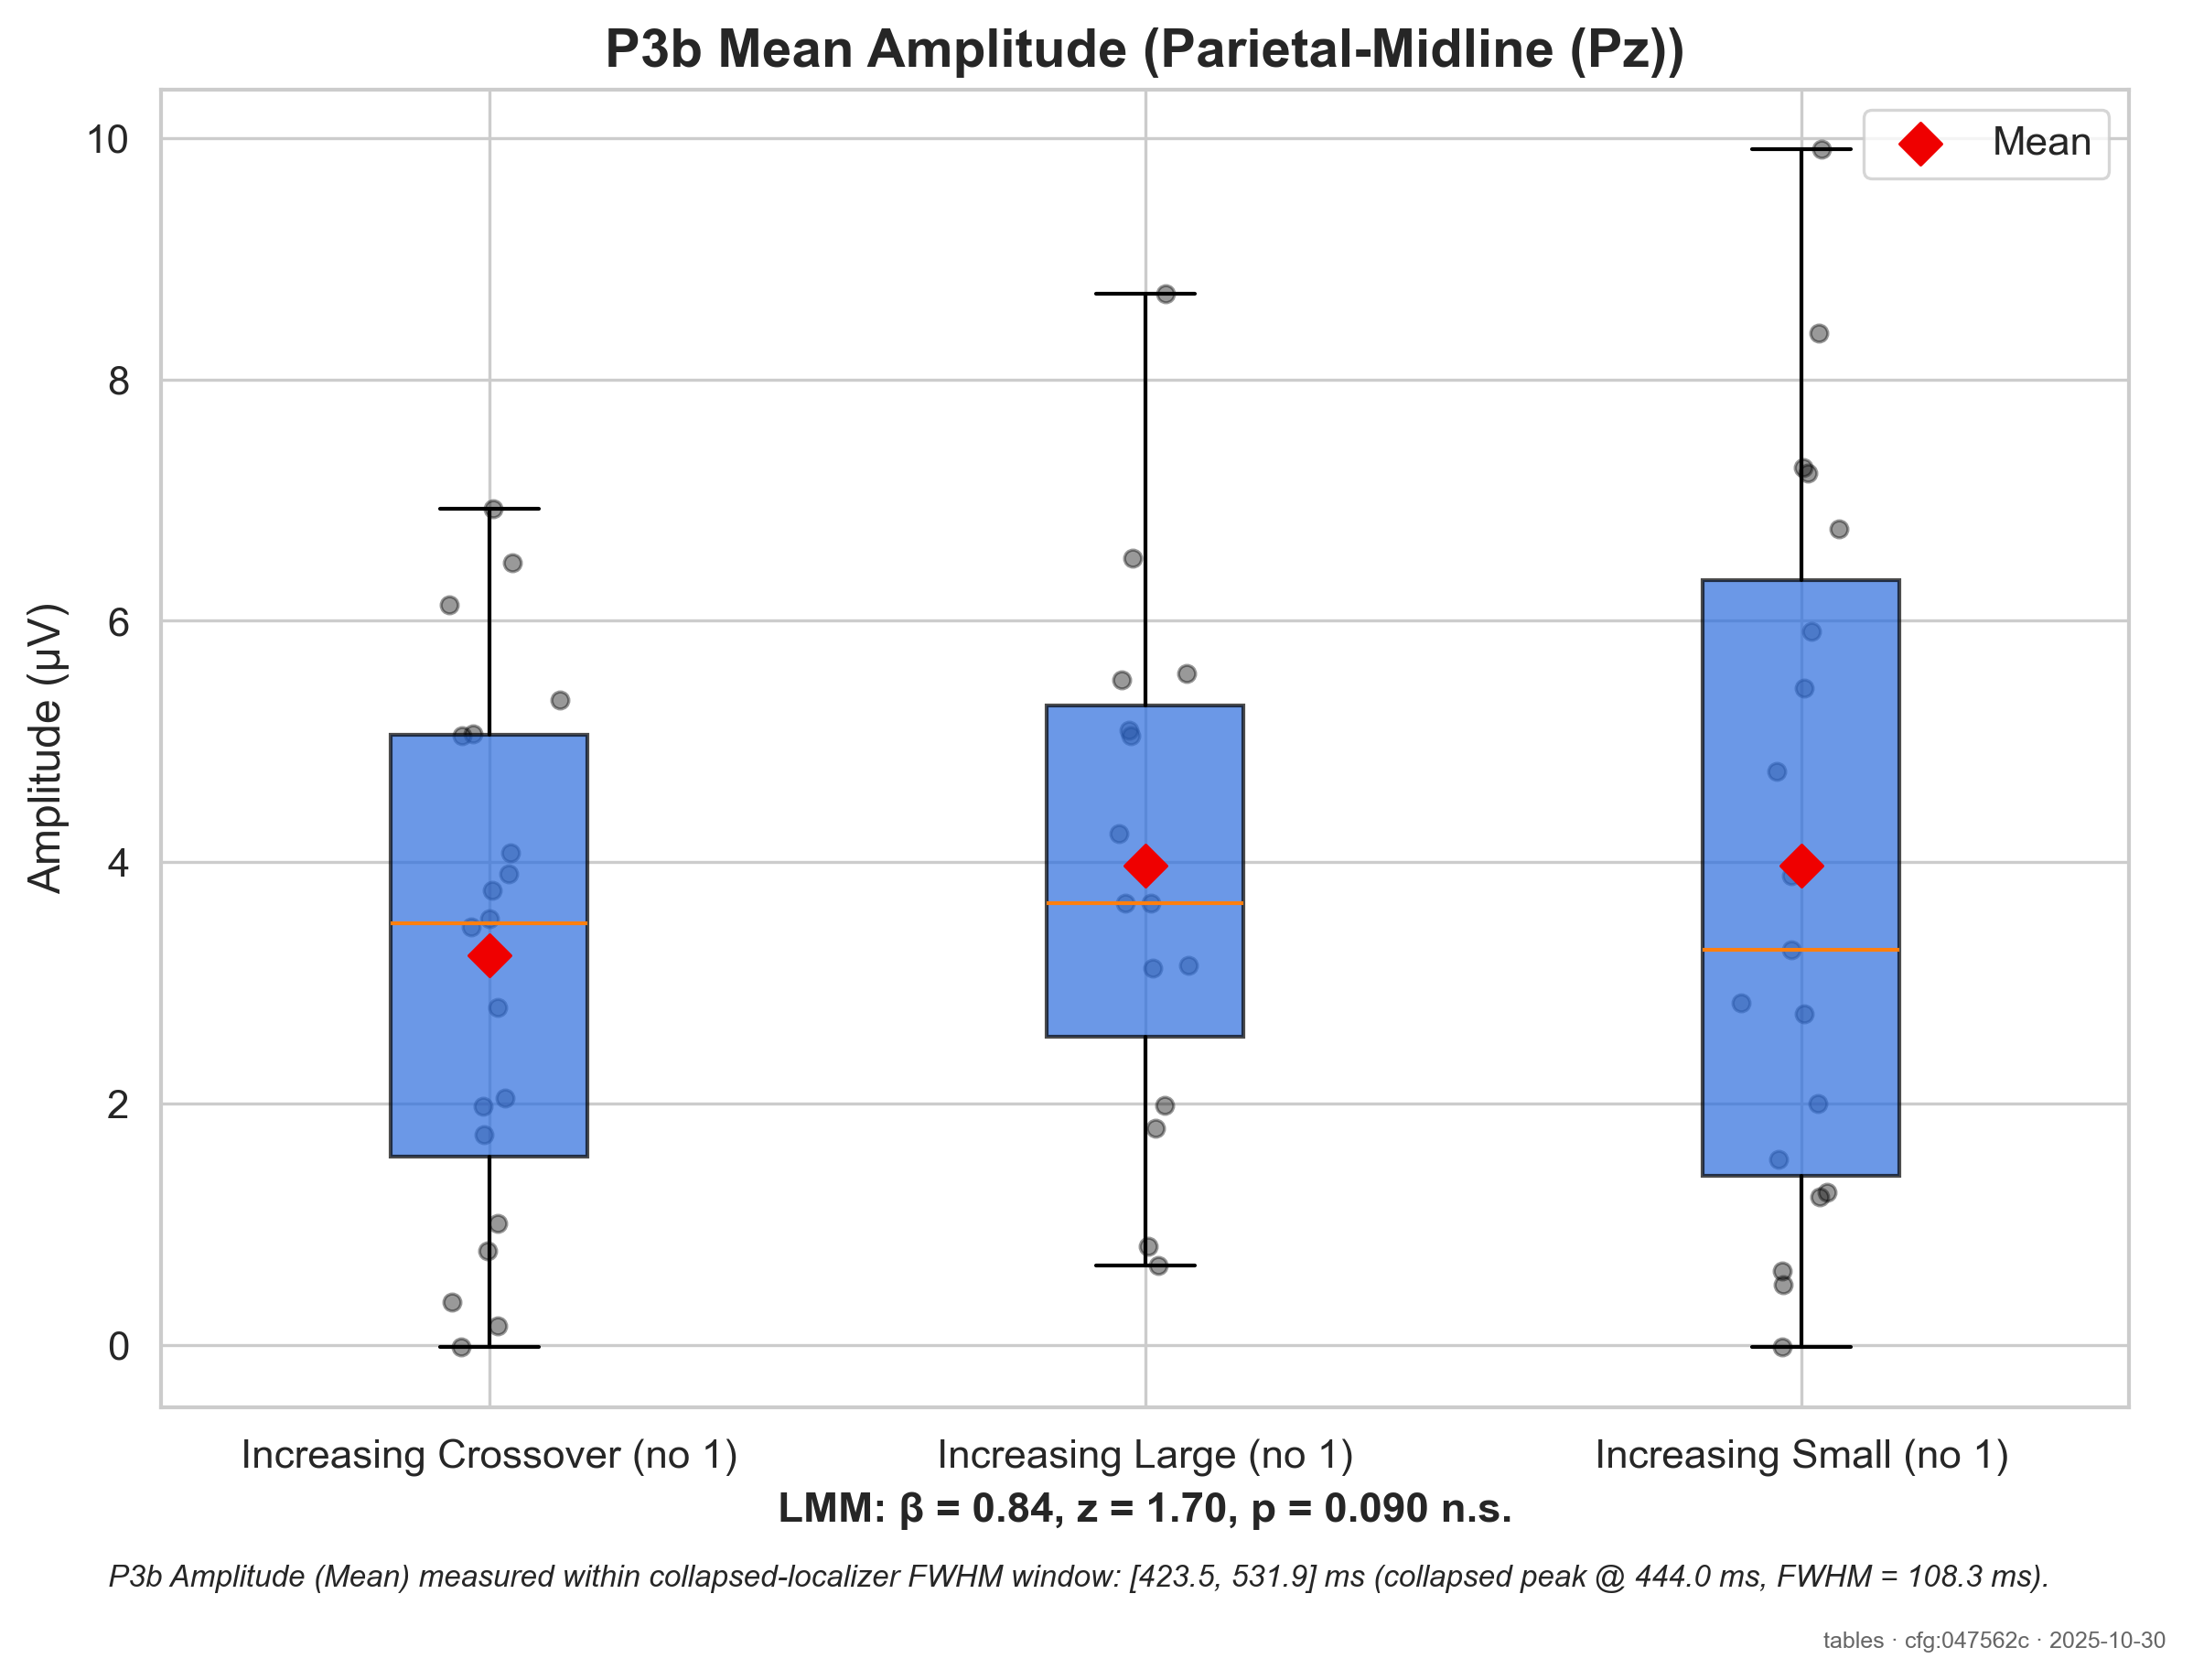 P3b Mean Amplitude (Parietal-Midline (Pz))
Mean
Amplitude (µV)
10
8
6
4
2
0
Increasing Crossover (no 1)
Increasing Large (no 1)
Increasing Small (no 1)
LMM: β = 0.84, z = 1.70, p = 0.090 n.s.
P3b Amplitude (Mean) measured within collapsed-localizer FWHM window: [423.5, 531.9] ms (collapsed peak @ 444.0 ms, FWHM = 108.3 ms).
tables · cfg:047562c · 2025-10-30